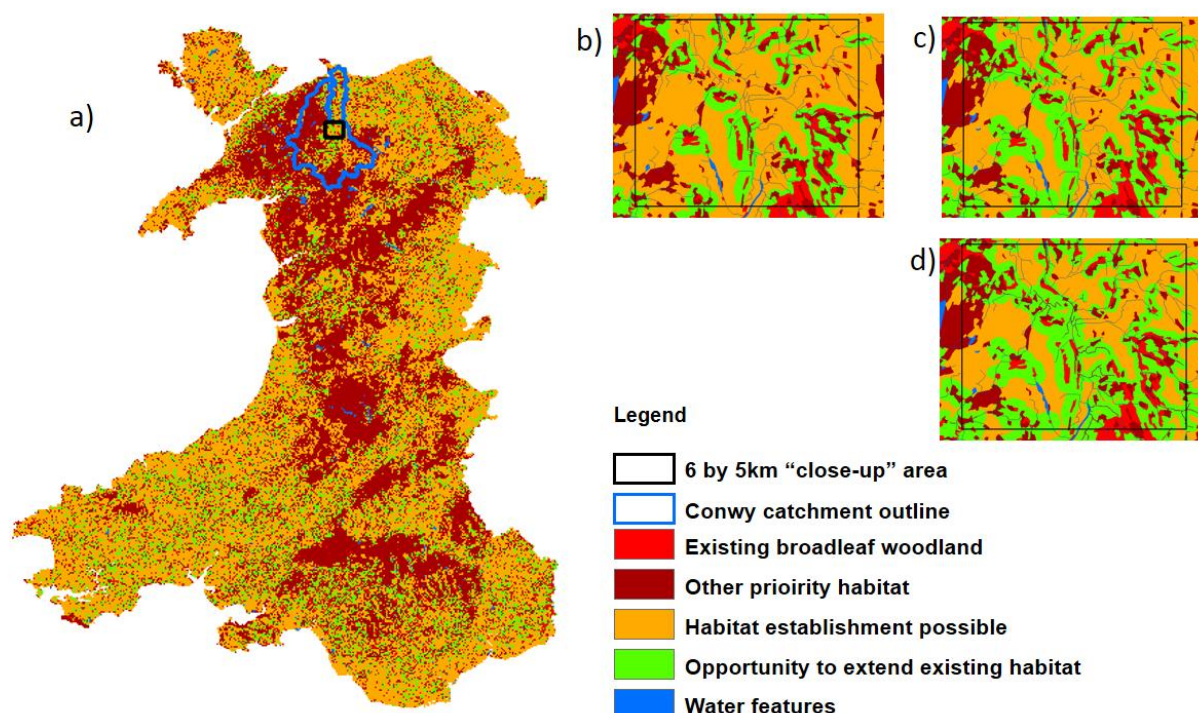 a)
b)
c)
d)
Legend
6 by 5km “close-up” area
Conwy catchment outline
Existing broadleaf woodland
Other prioirity habitat
Habitat establishment possible
Opportunity to extend existing habitat
Water features